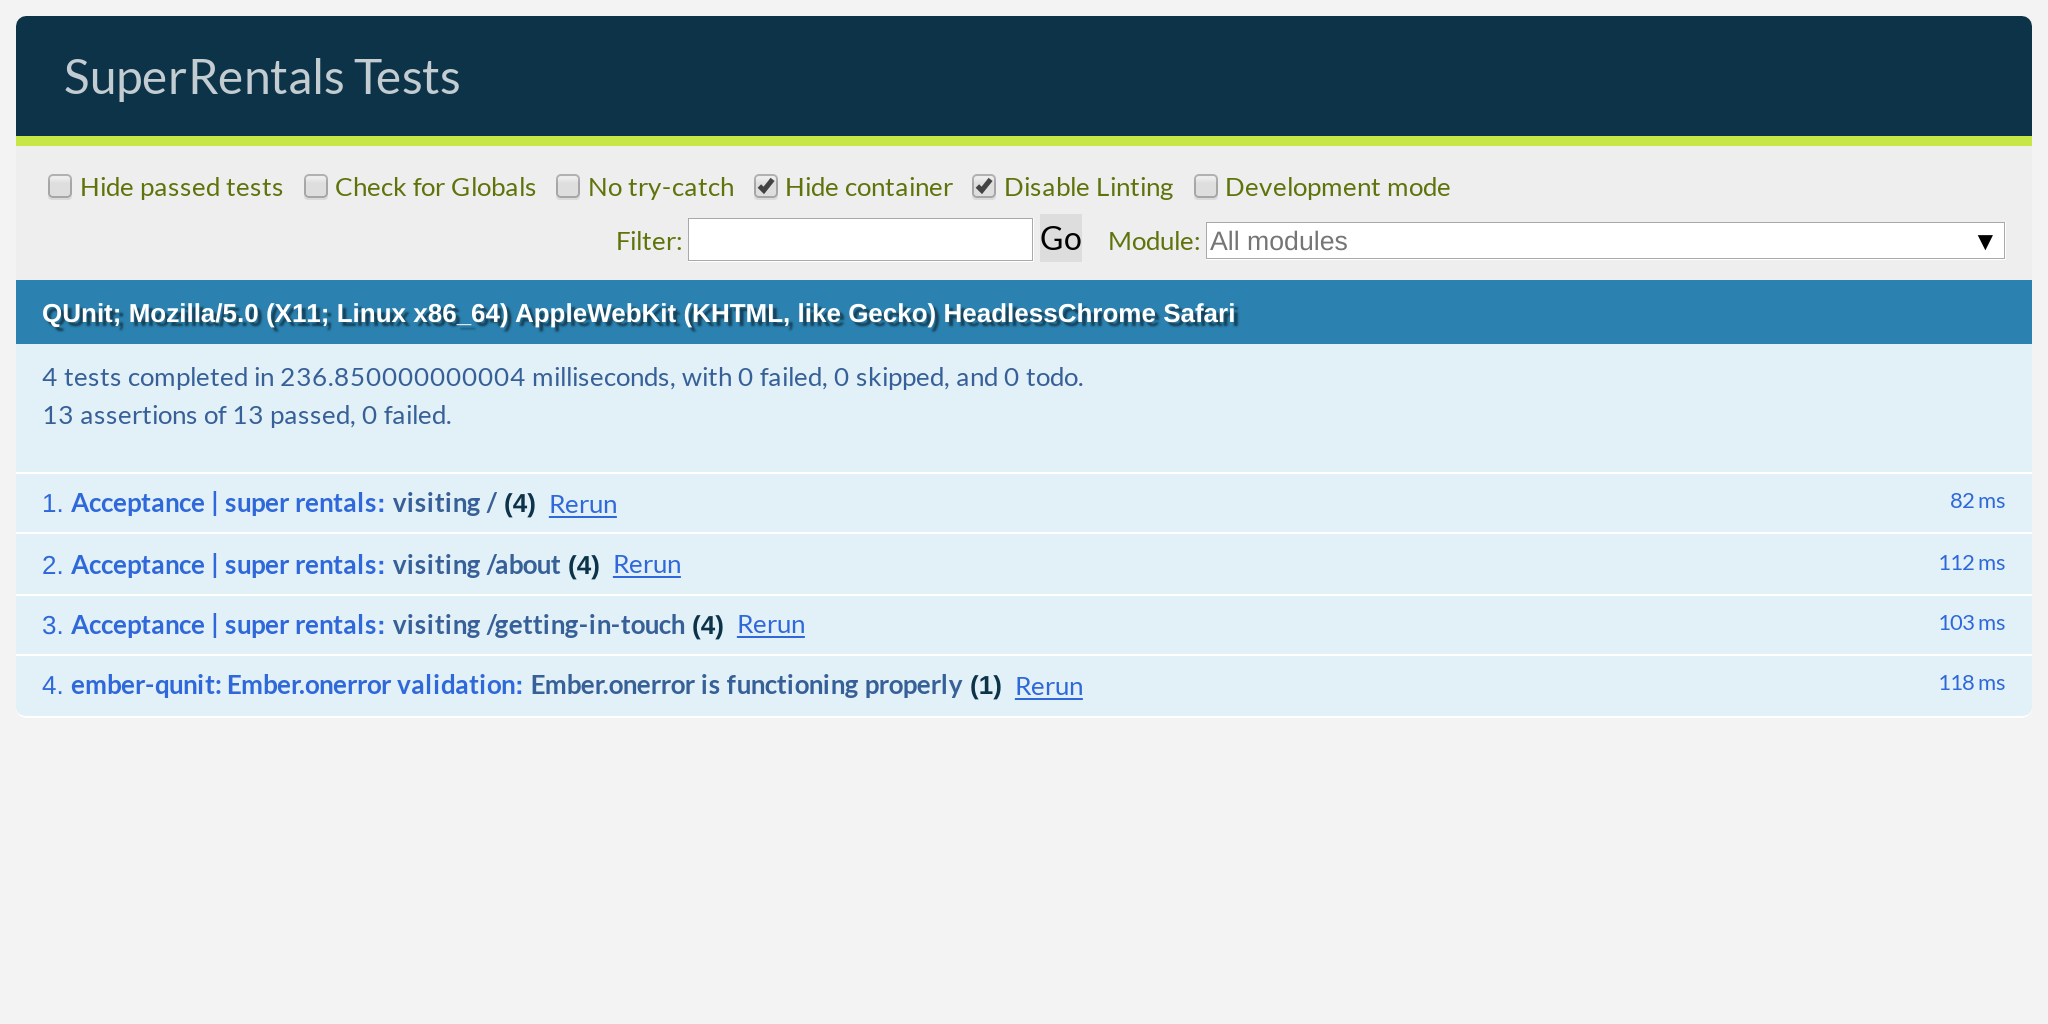 SuperRentals Tests
Hide passed tests Check for Globals No try-catch Hide container Disable Linting Development mode
Filter: Go Module: All modules ▼
QUnit; Mozilla/5.0 (X11; Linux x86_64) AppleWebKit (KHTML, like Gecko) HeadlessChrome Safari
4 tests completed in 236.850000000004 milliseconds, with 0 failed, 0 skipped, and 0 todo.
13 assertions of 13 passed, 0 failed.
1. Acceptance | super rentals: visiting / (4) Rerun 82 ms
2. Acceptance | super rentals: visiting /about (4) Rerun 112 ms
3. Acceptance | super rentals: visiting /getting-in-touch (4) Rerun 103 ms
4. ember-qunit: Ember.onerror validation: Ember.onerror is functioning properly (1) Rerun 118 ms